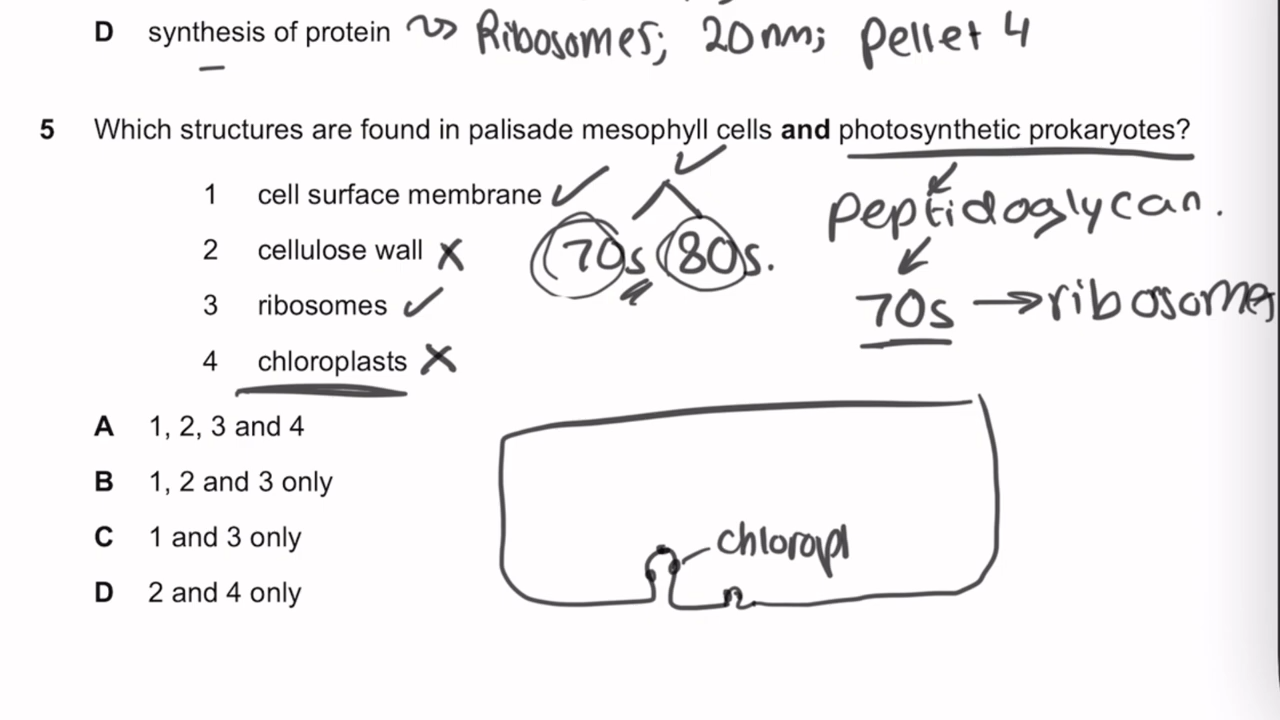 D synthesis of protein Ribosomes; 20nm; Pellet 4
5 Which structures are found in palisade mesophyll cells and photosynthetic prokaryotes?
1 cell surface membrane
peptidoglycan.
2 cellulose wall
70s 80s.
3 ribosomes
70s → ribosomes
4 chloroplasts
A 1, 2, 3 and 4
B 1, 2 and 3 only
C 1 and 3 only
chloropl
D 2 and 4 only